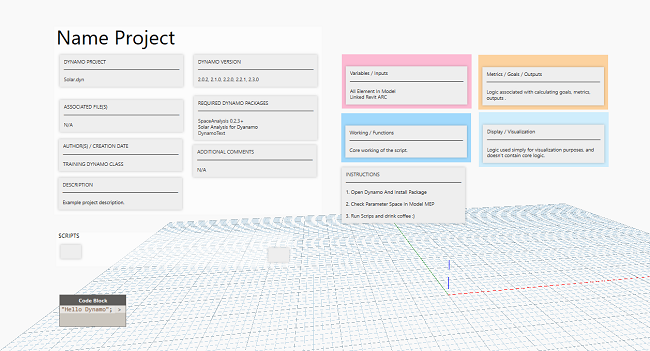 Name Project
DYNAMO PROJECT
Solar.dyn
ASSOCIATED FILE(S)
N/A
AUTHOR(S) / CREATION DATE
TRAINING DYNAMO CLASS
DESCRIPTION
Example project description.
DYNAMO VERSION
2.0.2, 2.1.0, 2.2.0, 2.2.1, 2.3.0
REQUIRED DYNAMO PACKAGES
SpaceAnalysis 0.2.5+
Solar Analysis for Dyanamo
DynamoText
ADDITIONAL COMMENTS
N/A
Variables / Inputs
All Element In Model
Linked Revit ARC
Metrics / Goals / Outputs
Logic associated with calculating goals, metrics,
outputs .
Working / Functions
Core working of the script.
Display / Visualization
Logic used simply for visualization purposes, and
doesn't contain core logic.
INSTRUCTIONS
1. Open Dynamo And Install Package
2. Check Parameter Space In Model MEP
3. Run Scrips and drink coffee :)
SCRIPTS
Code Block
"Hello Dynamo"; >